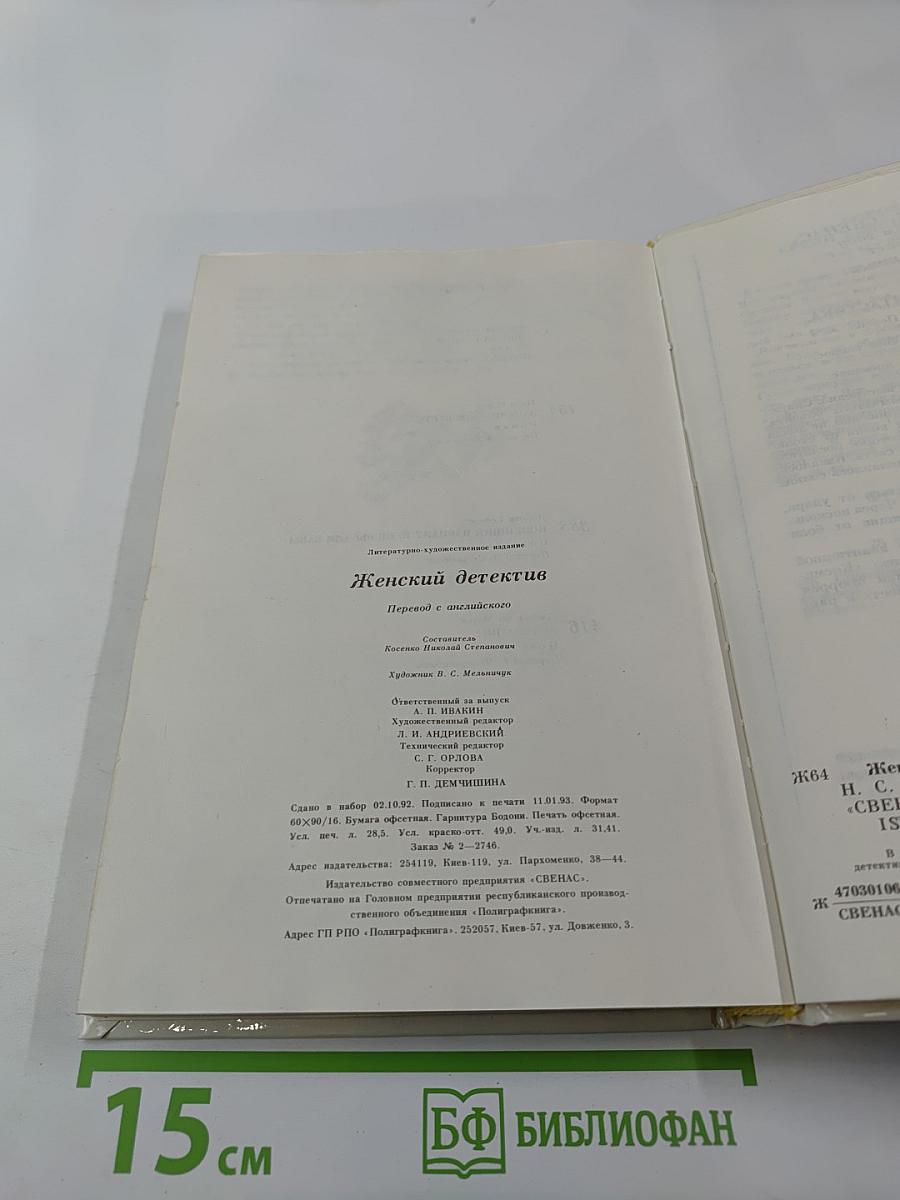 Литературно-художественное издание
Женский детектив
Перевод с английского
Составитель
Косенко Николай Степанович
Художник В. С. Мельничук
Ответственный за выпуск
А. П. ИВАКИН
Художественный редактор
Л. И. АНДРИЕВСКИЙ
Технический редактор
С. Г. ОРЛОВА
Корректор
Г. П. ДЕМЧИШИНА
Сдано в набор 02.10.92. Подписано к печати 11.01.93. Формат
60×90/16. Бумага офсетная. Гарнитура Бодони. Печать офсетная.
Усл. печ. л. 28,5. Усл. краско-отт. 49,0. Уч.-изд. л. 31,41.
Заказ № 2—2746.
Адрес издательства: 254119, Киев-119, ул. Пархоменко, 38—44.
Издательство совместного предприятия «СВЕНАС».
Отпечатано на Головном предприятии республиканского производ-
ственного объединения «Полиграфкнига».
Адрес ГП РПО «Полиграфкнига». 252057, Киев-57, ул. Довженко, 3.
Ж64
Н. С.
IS
В
Ж
47030106
СВЕНАС
15 см
БФ БИБЛИОФАН